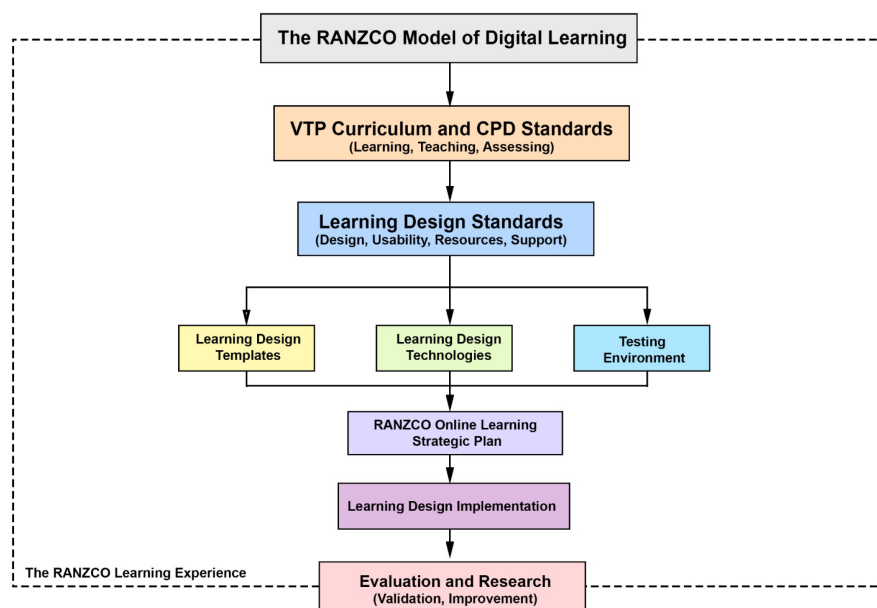 The RANZCO Model of Digital Learning
VTP Curriculum and CPD Standards
(Learning, Teaching, Assessing)
Learning Design Standards
(Design, Usability, Resources, Support)
Learning Design
Templates
Learning Design
Technologies
Testing
Environment
RANZCO Online Learning
Strategic Plan
Learning Design Implementation
The RANZCO Learning Experience
Evaluation and Research
(Validation, Improvement)